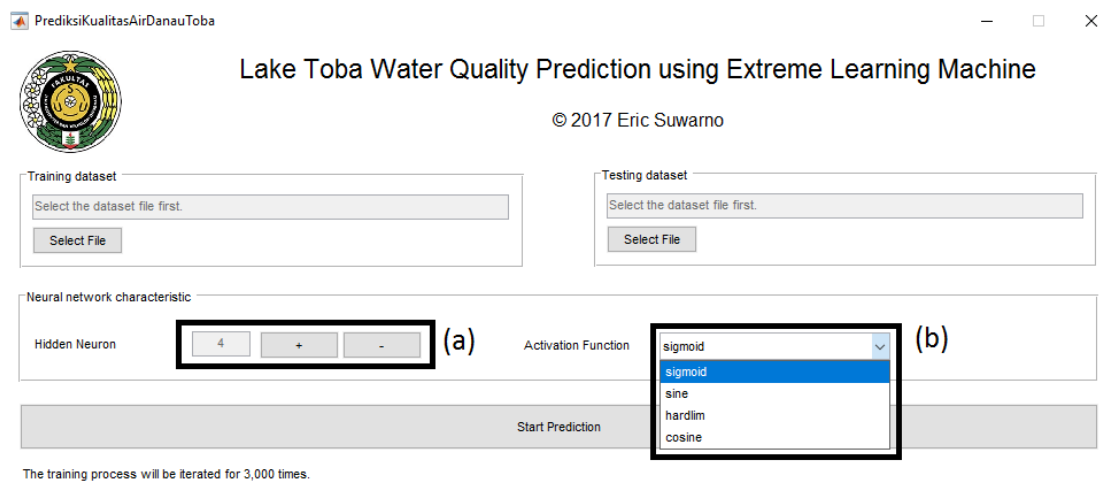 PrediksiKualitasAirDanauToba
Lake Toba Water Quality Prediction using Extreme Learning Machine
© 2017 Eric Suwarno
Training dataset
Select the dataset file first.
Select File
Testing dataset
Select the dataset file first.
Select File
Neural network characteristic
Hidden Neuron 4 + - (a)
Activation Function sigmoid (b)
sigmoid
sine
hardlim
cosine
Start Prediction
The training process will be iterated for 3,000 times.